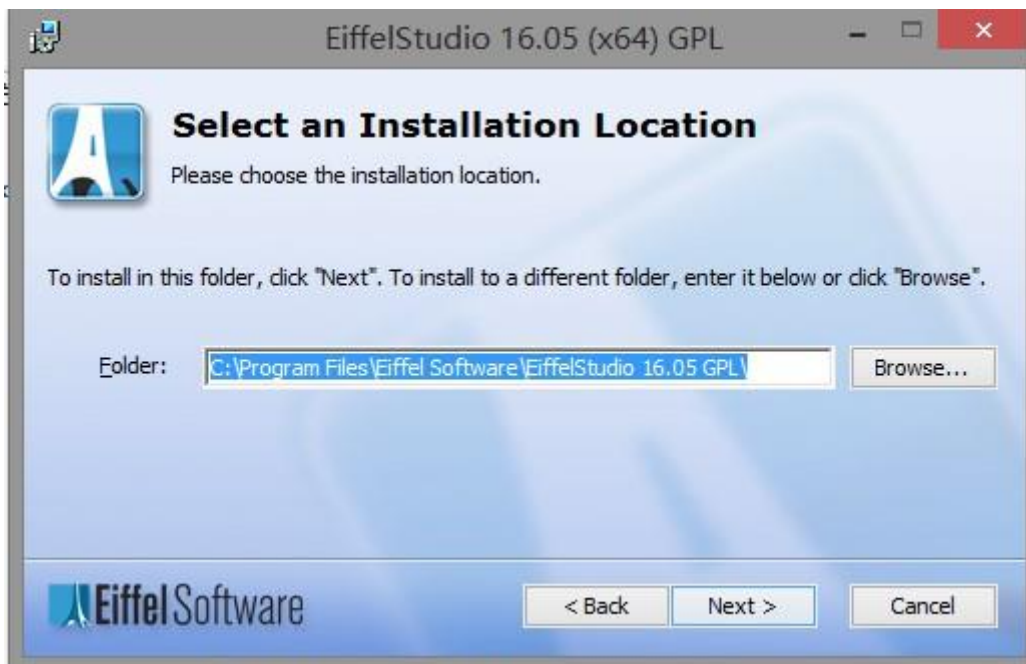 EiffelStudio 16.05 (x64) GPL
Select an Installation Location
Please choose the installation location.
To install in this folder, click "Next". To install to a different folder, enter it below or click "Browse".
Folder: C:\Program Files\Eiffel Software\EiffelStudio 16.05 GPL\ Browse...
Eiffel Software < Back Next > Cancel